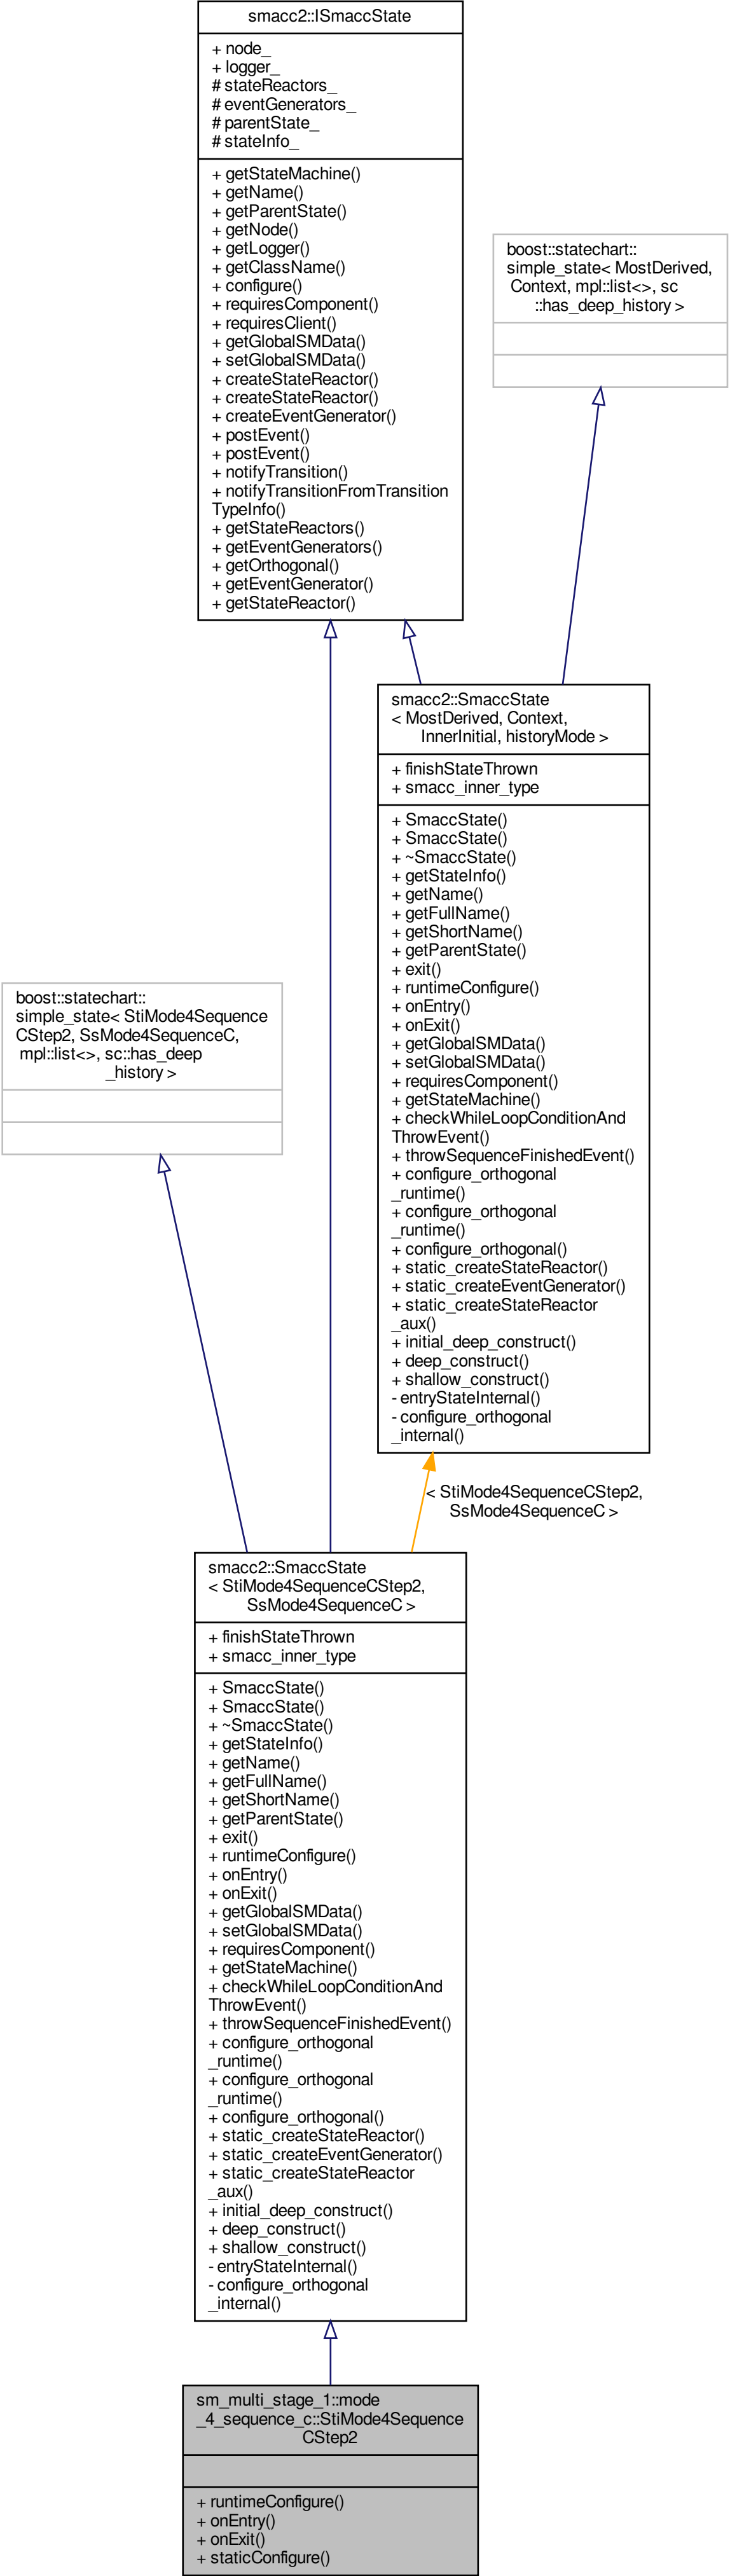 smacc2::ISmaccState
+ node_
+ logger_
# stateReactors_
# eventGenerators_
# parentState_
# stateInfo_
+ getStateMachine()
+ getName()
+ getParentState()
+ getNode()
+ getLogger()
+ getClassName()
+ configure()
+ requiresComponent()
+ requiresClient()
+ getGlobalSMData()
+ setGlobalSMData()
+ createStateReactor()
+ createStateReactor()
+ createEventGenerator()
+ postEvent()
+ postEvent()
+ notifyTransition()
+ notifyTransitionFromTransition
TypeInfo()
+ getStateReactors()
+ getEventGenerators()
+ getOrthogonal()
+ getEventGenerator()
+ getStateReactor()
boost::statechart::
simple_state< MostDerived,
Context, mpl::list<>, sc
::has_deep_history >
smacc2::SmaccState
< MostDerived, Context,
InnerInitial, historyMode >
+ finishStateThrown
+ smacc_inner_type
+ SmaccState()
+ SmaccState()
+ ~SmaccState()
+ getStateInfo()
+ getName()
+ getFullName()
+ getShortName()
+ getParentState()
+ exit()
+ runtimeConfigure()
+ onEntry()
+ onExit()
+ getGlobalSMData()
+ setGlobalSMData()
+ requiresComponent()
+ getStateMachine()
+ checkWhileLoopConditionAnd
ThrowEvent()
+ throwSequenceFinishedEvent()
+ configure_orthogonal
_runtime()
+ configure_orthogonal
_runtime()
+ configure_orthogonal()
+ static_createStateReactor()
+ static_createEventGenerator()
+ static_createStateReactor
_aux()
+ initial_deep_construct()
+ deep_construct()
+ shallow_construct()
- entryStateInternal()
- configure_orthogonal
_internal()
boost::statechart::
simple_state< StiMode4Sequence
CStep2, SsMode4SequenceC,
mpl::list<>, sc::has_deep
_history >
< StiMode4SequenceCStep2,
SsMode4SequenceC >
smacc2::SmaccState
< StiMode4SequenceCStep2,
SsMode4SequenceC >
+ finishStateThrown
+ smacc_inner_type
+ SmaccState()
+ SmaccState()
+ ~SmaccState()
+ getStateInfo()
+ getName()
+ getFullName()
+ getShortName()
+ getParentState()
+ exit()
+ runtimeConfigure()
+ onEntry()
+ onExit()
+ getGlobalSMData()
+ setGlobalSMData()
+ requiresComponent()
+ getStateMachine()
+ checkWhileLoopConditionAnd
ThrowEvent()
+ throwSequenceFinishedEvent()
+ configure_orthogonal
_runtime()
+ configure_orthogonal
_runtime()
+ configure_orthogonal()
+ static_createStateReactor()
+ static_createEventGenerator()
+ static_createStateReactor
_aux()
+ initial_deep_construct()
+ deep_construct()
+ shallow_construct()
- entryStateInternal()
- configure_orthogonal
_internal()
sm_multi_stage_1::mode
_4_sequence_c::StiMode4Sequence
CStep2
+ runtimeConfigure()
+ onEntry()
+ onExit()
+ staticConfigure()